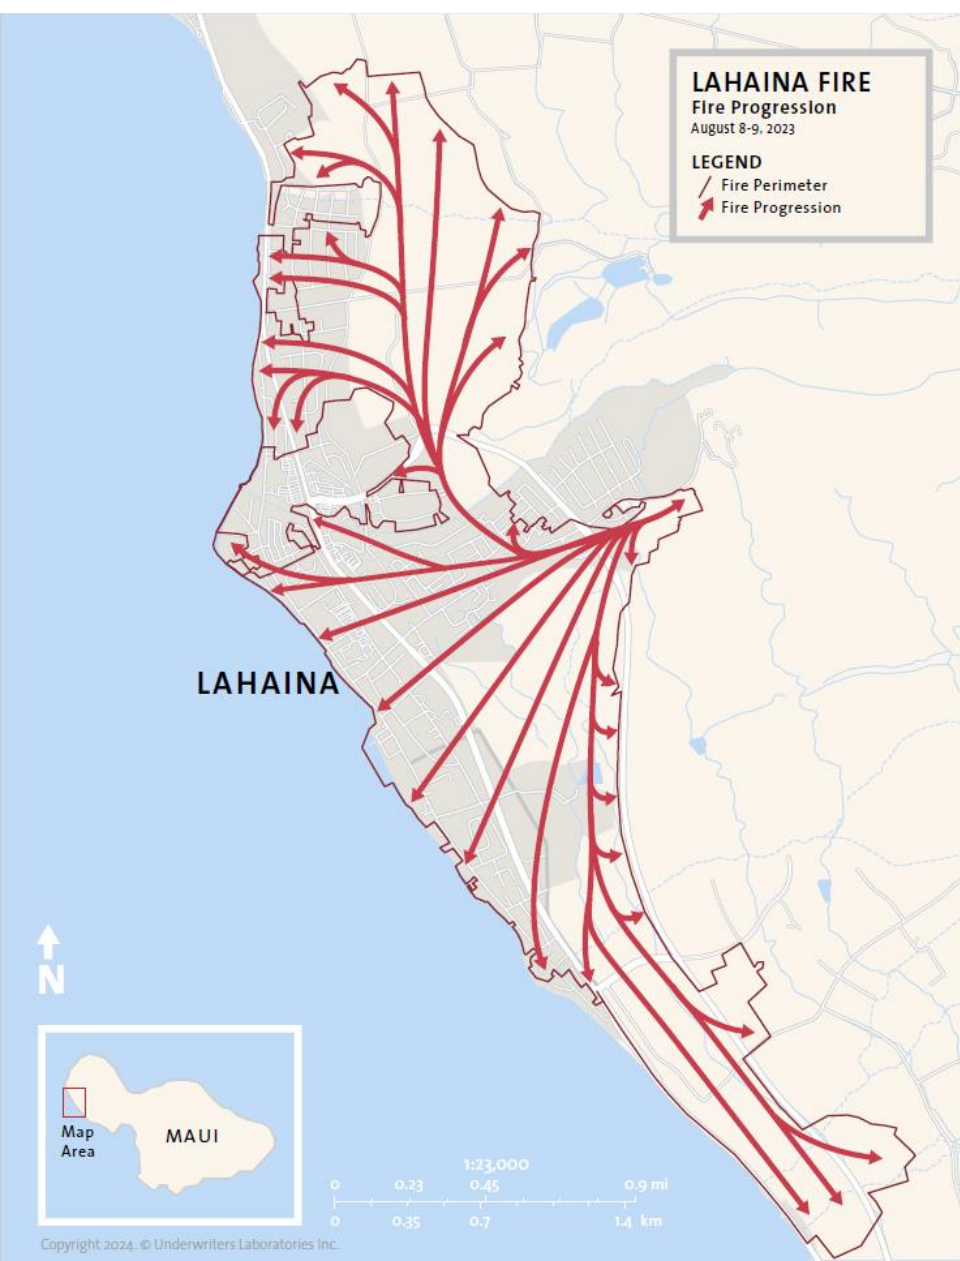 LAHAINA FIRE
Fire Progression
August 8-9, 2023
LEGEND
Fire Perimeter
Fire Progression
LAHAINA
N
Map
Area
MAUI
1:23,000
0 0.23 0.45 0.9 mi
0 0.35 0.7 1.4 km
Copyright 2024. © Underwriters Laboratories Inc.